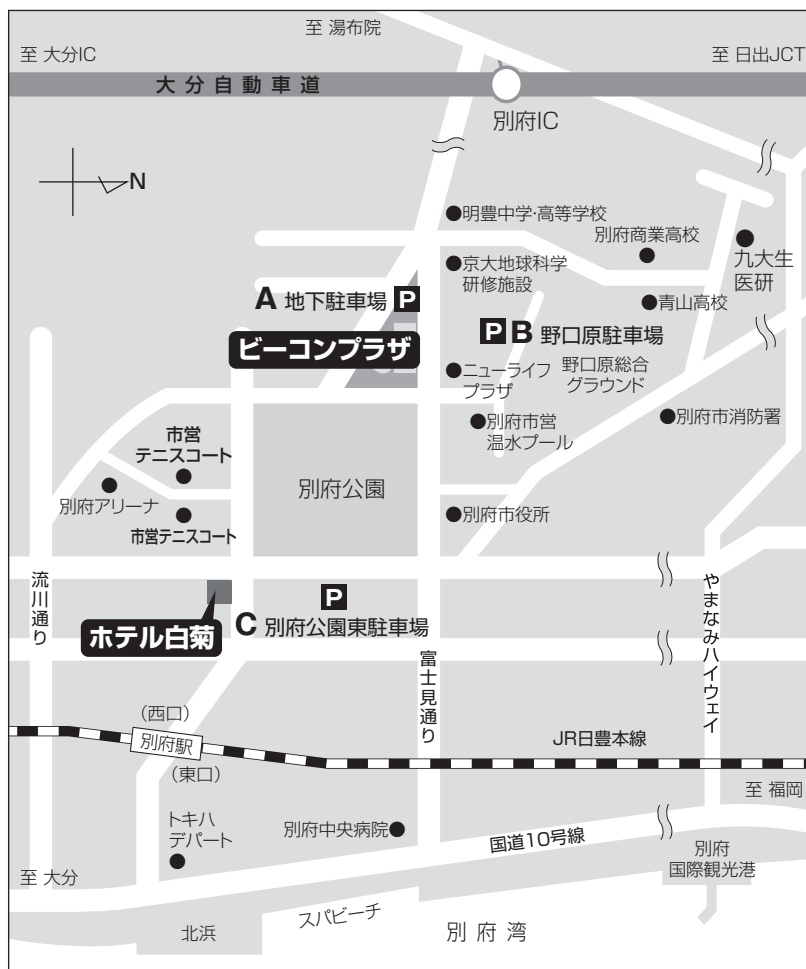 至 湯布院
至 大分IC
至 日出JCT
大分自動車道
別府IC
N
明豊中学・高等学校
別府商業高校
京大地球科学
研修施設
九大生
医研
A 地下駐車場 P
青山高校
P B 野口原駐車場
ビーコンプラザ
ニューライフ
プラザ
野口原総合
グラウンド
別府市営
温水プール
別府市消防署
市営
テニスコート
別府アリーナ
別府公園
市営テニスコート
別府市役所
流川通り
P
ホテル白菊
C 別府公園東駐車場
やまなみハイウェイ
富士見通り
(西口)
別府駅
(東口)
JR日豊本線
至 福岡
トキハ
デパート
別府中央病院
国道10号線
別府
国際観光港
至 大分
スパビーチ
北浜
別府湾